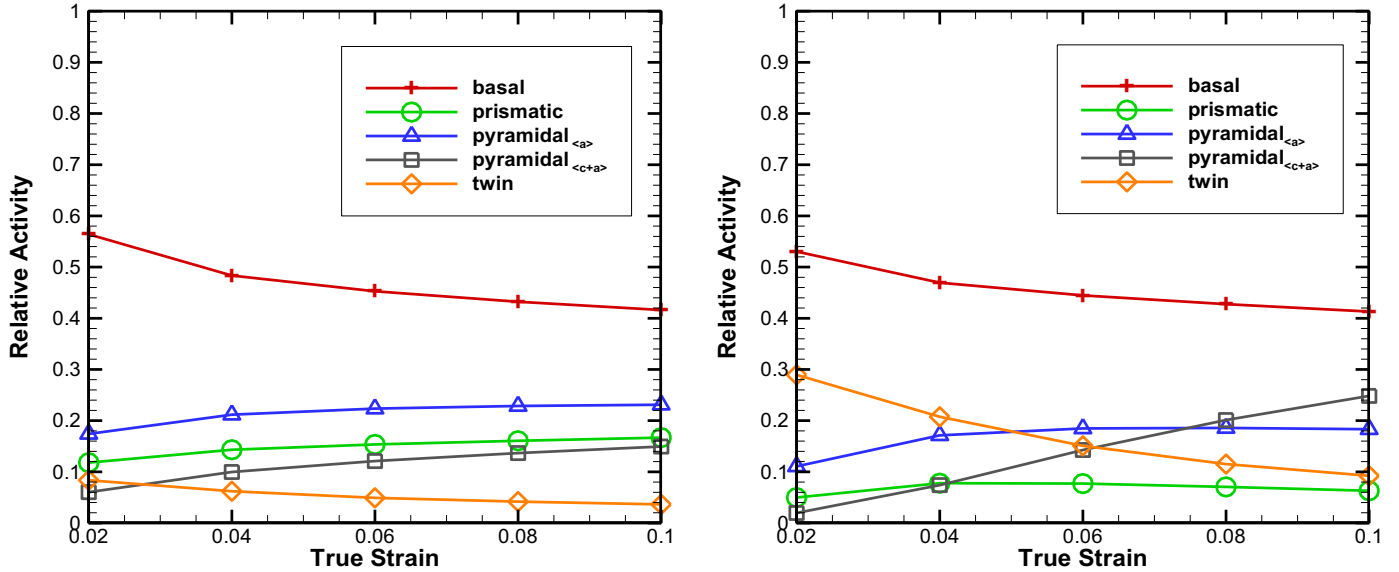 1
0.9
0.8
0.7
0.6
0.5
0.4
0.3
0.2
0.1
0
Relative Activity
basal
prismatic
pyramidal<a>
pyramidal<c+a>
twin
0.02
0.04
0.06
0.08
0.1
True Strain
1
0.9
0.8
0.7
0.6
0.5
0.4
0.3
0.2
0.1
0
Relative Activity
basal
prismatic
pyramidal<a>
pyramidal<c+a>
twin
0.02
0.04
0.06
0.08
0.1
True Strain